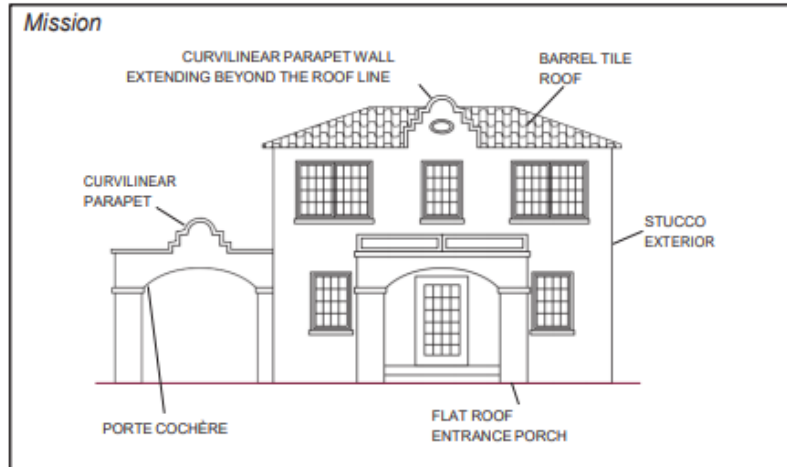 Mission
CURVILINEAR PARAPET WALL
EXTENDING BEYOND THE ROOF LINE
BARREL TILE
ROOF
CURVILINEAR
PARAPET
STUCCO
EXTERIOR
PORTE COCHÈRE
FLAT ROOF
ENTRANCE PORCH